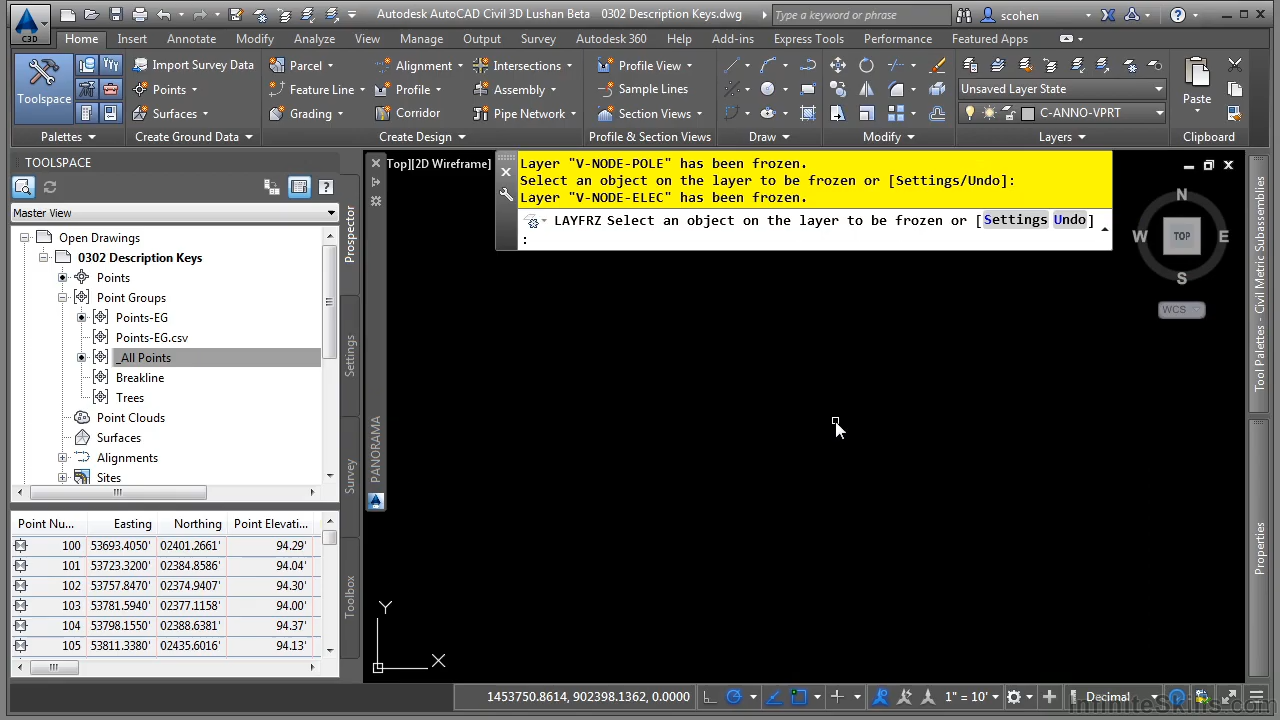 Autodesk AutoCAD Civil 3D Lushan Beta 0302 Description Keys.dwg
Type a keyword or phrase
scohen
C3D
Home Insert Annotate Modify Analyze View Manage Output Survey Autodesk 360 Help Add-ins Express Tools Performance Featured Apps
Toolspace
Import Survey Data
Points
Surfaces
Parcel
Feature Line
Grading
Alignment
Profile
Corridor
Intersections
Assembly
Pipe Network
Profile View
Sample Lines
Section Views
Unsaved Layer State
C-ANNO-VPRT
Paste
Palettes
Create Ground Data
Create Design
Profile & Section Views
Draw
Modify
Layers
Clipboard
TOOLSPACE
Master View
Open Drawings
0302 Description Keys
Points
Point Groups
Points-EG
Points-EG.csv
_All Points
Breakline
Trees
Point Clouds
Surfaces
Alignments
Sites
Prospector
Settings
Survey
Toolbox
PANORAMA
Point Nu... Easting Northing Point Elevati...
100 53693.4050' 02401.2661' 94.29'
101 53723.3200' 02384.8586' 94.04'
102 53757.8470' 02374.9407' 94.30'
103 53781.5940' 02377.1158' 94.00'
104 53798.1550' 02388.6381' 94.37'
105 53811.3380' 02435.6016' 94.13'
Top][2D Wireframe]
Layer "V-NODE-POLE" has been frozen.
Select an object on the layer to be frozen or [Settings/Undo]:
Layer "V-NODE-ELEC" has been frozen.
LAYFRZ Select an object on the layer to be frozen or [Settings Undo]
:
N
W TOP E
S
WCS
Tool Palettes - Civil Metric Subassemblies
Properties
Y
X
1453750.8614, 902398.1362, 0.0000
1" = 10'
Decimal
InfiniteSkills.com